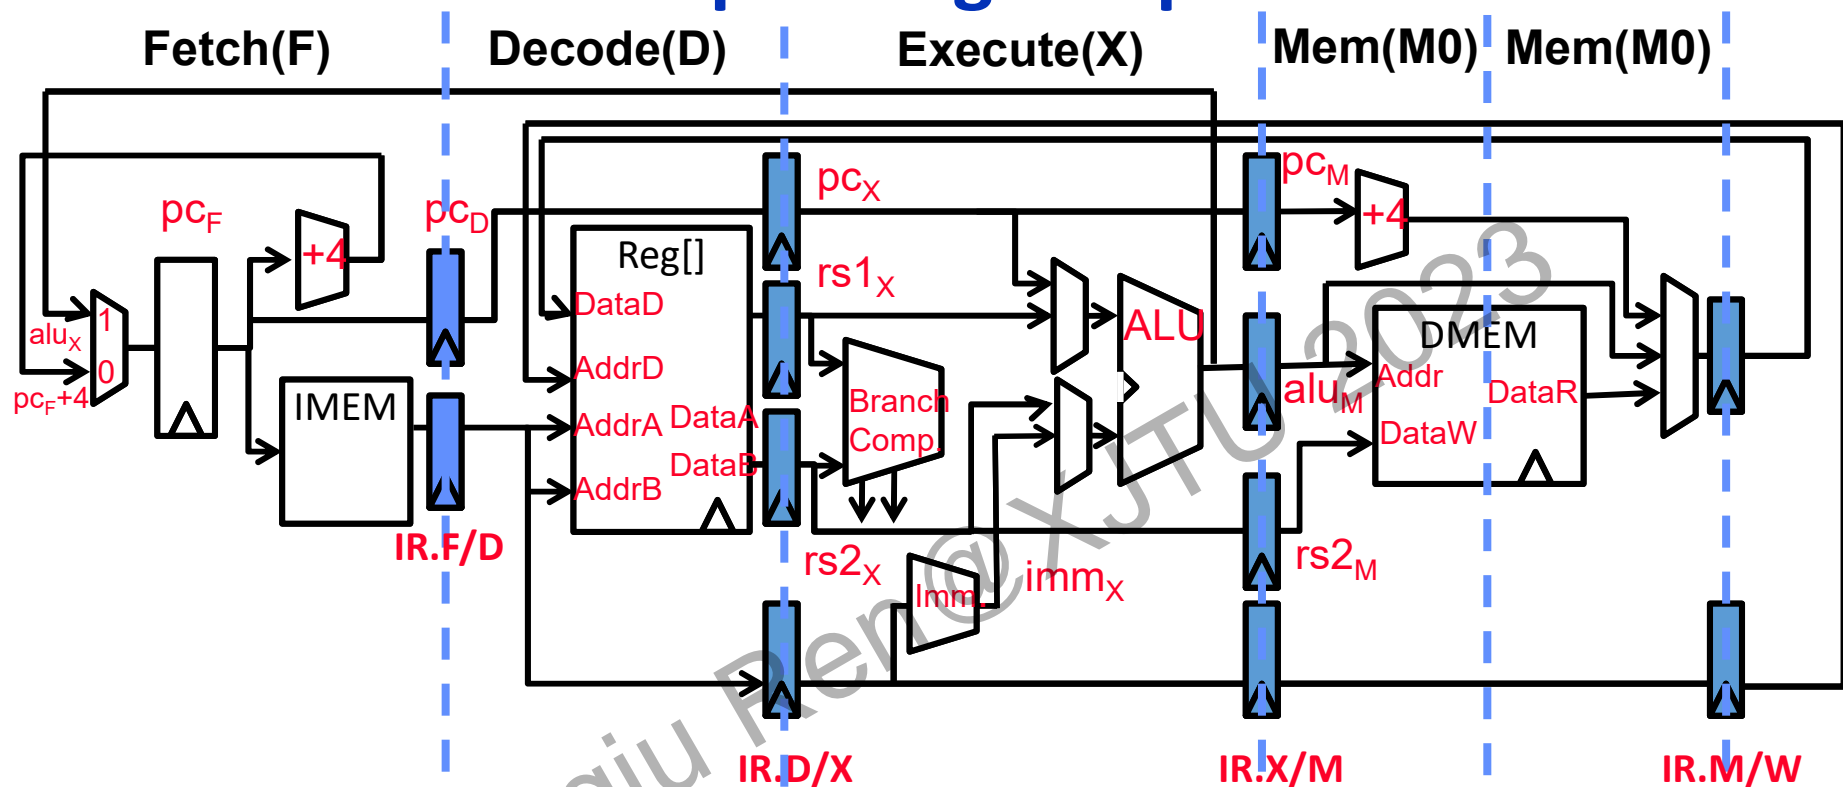 Fetch(F)
Decode(D)
Execute(X)
Mem(M0)
Mem(M0)
pcF
+4
pcD
pcX
pcM
+4
Reg[]
rs1X
DataD
ALU
DMEM
1
aluX
0
pcF+4
IMEM
AddrD
AddrA
DataA
DataB
AddrB
Branch
Comp.
aluM
Addr
DataR
DataW
IR.F/D
rs2X
Imm.
immX
rs2M
IR.D/X
IR.X/M
IR.M/W
Ren@XJTU 2023